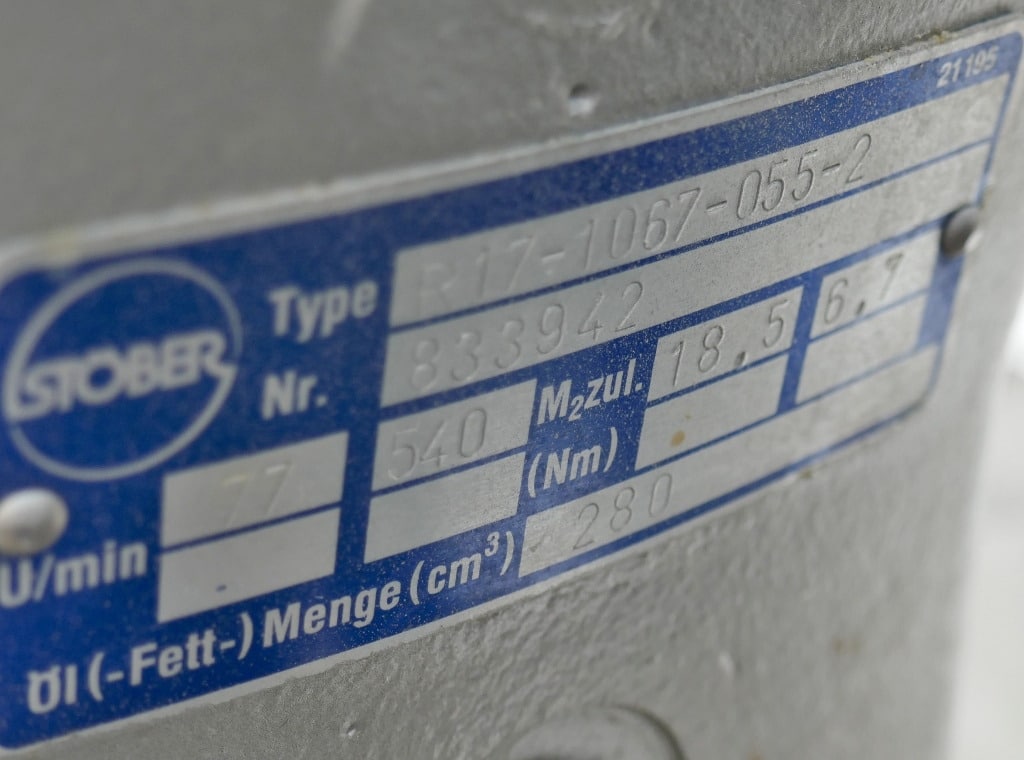 21195
STOBER
Type R17-1067-055-2
Nr. 833942
U/min 77 540 M₂zul. (Nm) 18.5 6.7
Öl (-Fett-) Menge (cm³) 280